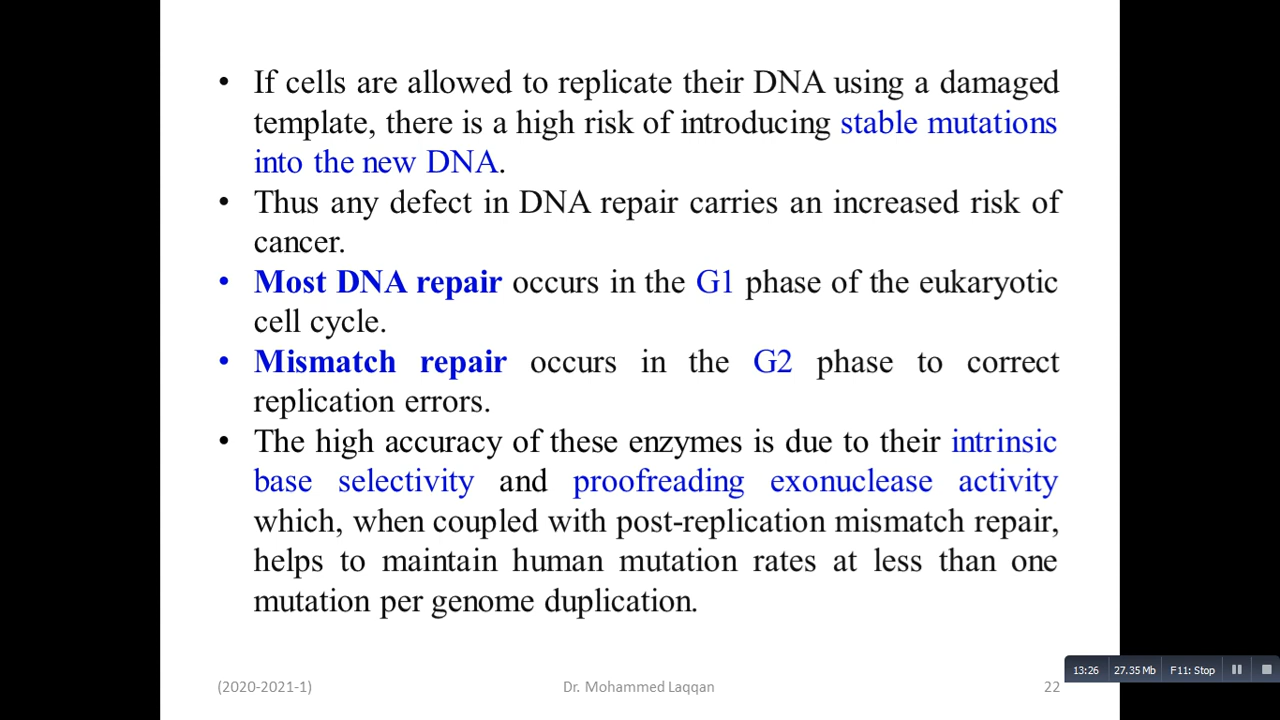 • If cells are allowed to replicate their DNA using a damaged
template, there is a high risk of introducing stable mutations
into the new DNA.
• Thus any defect in DNA repair carries an increased risk of
cancer.
• Most DNA repair occurs in the G1 phase of the eukaryotic
cell cycle.
• Mismatch repair occurs in the G2 phase to correct
replication errors.
• The high accuracy of these enzymes is due to their intrinsic
base selectivity and proofreading exonuclease activity
which, when coupled with post-replication mismatch repair,
helps to maintain human mutation rates at less than one
mutation per genome duplication.
13:26 27.35 Mb F11: Stop
(2020-2021-1) Dr. Mohammed Laqqan 22